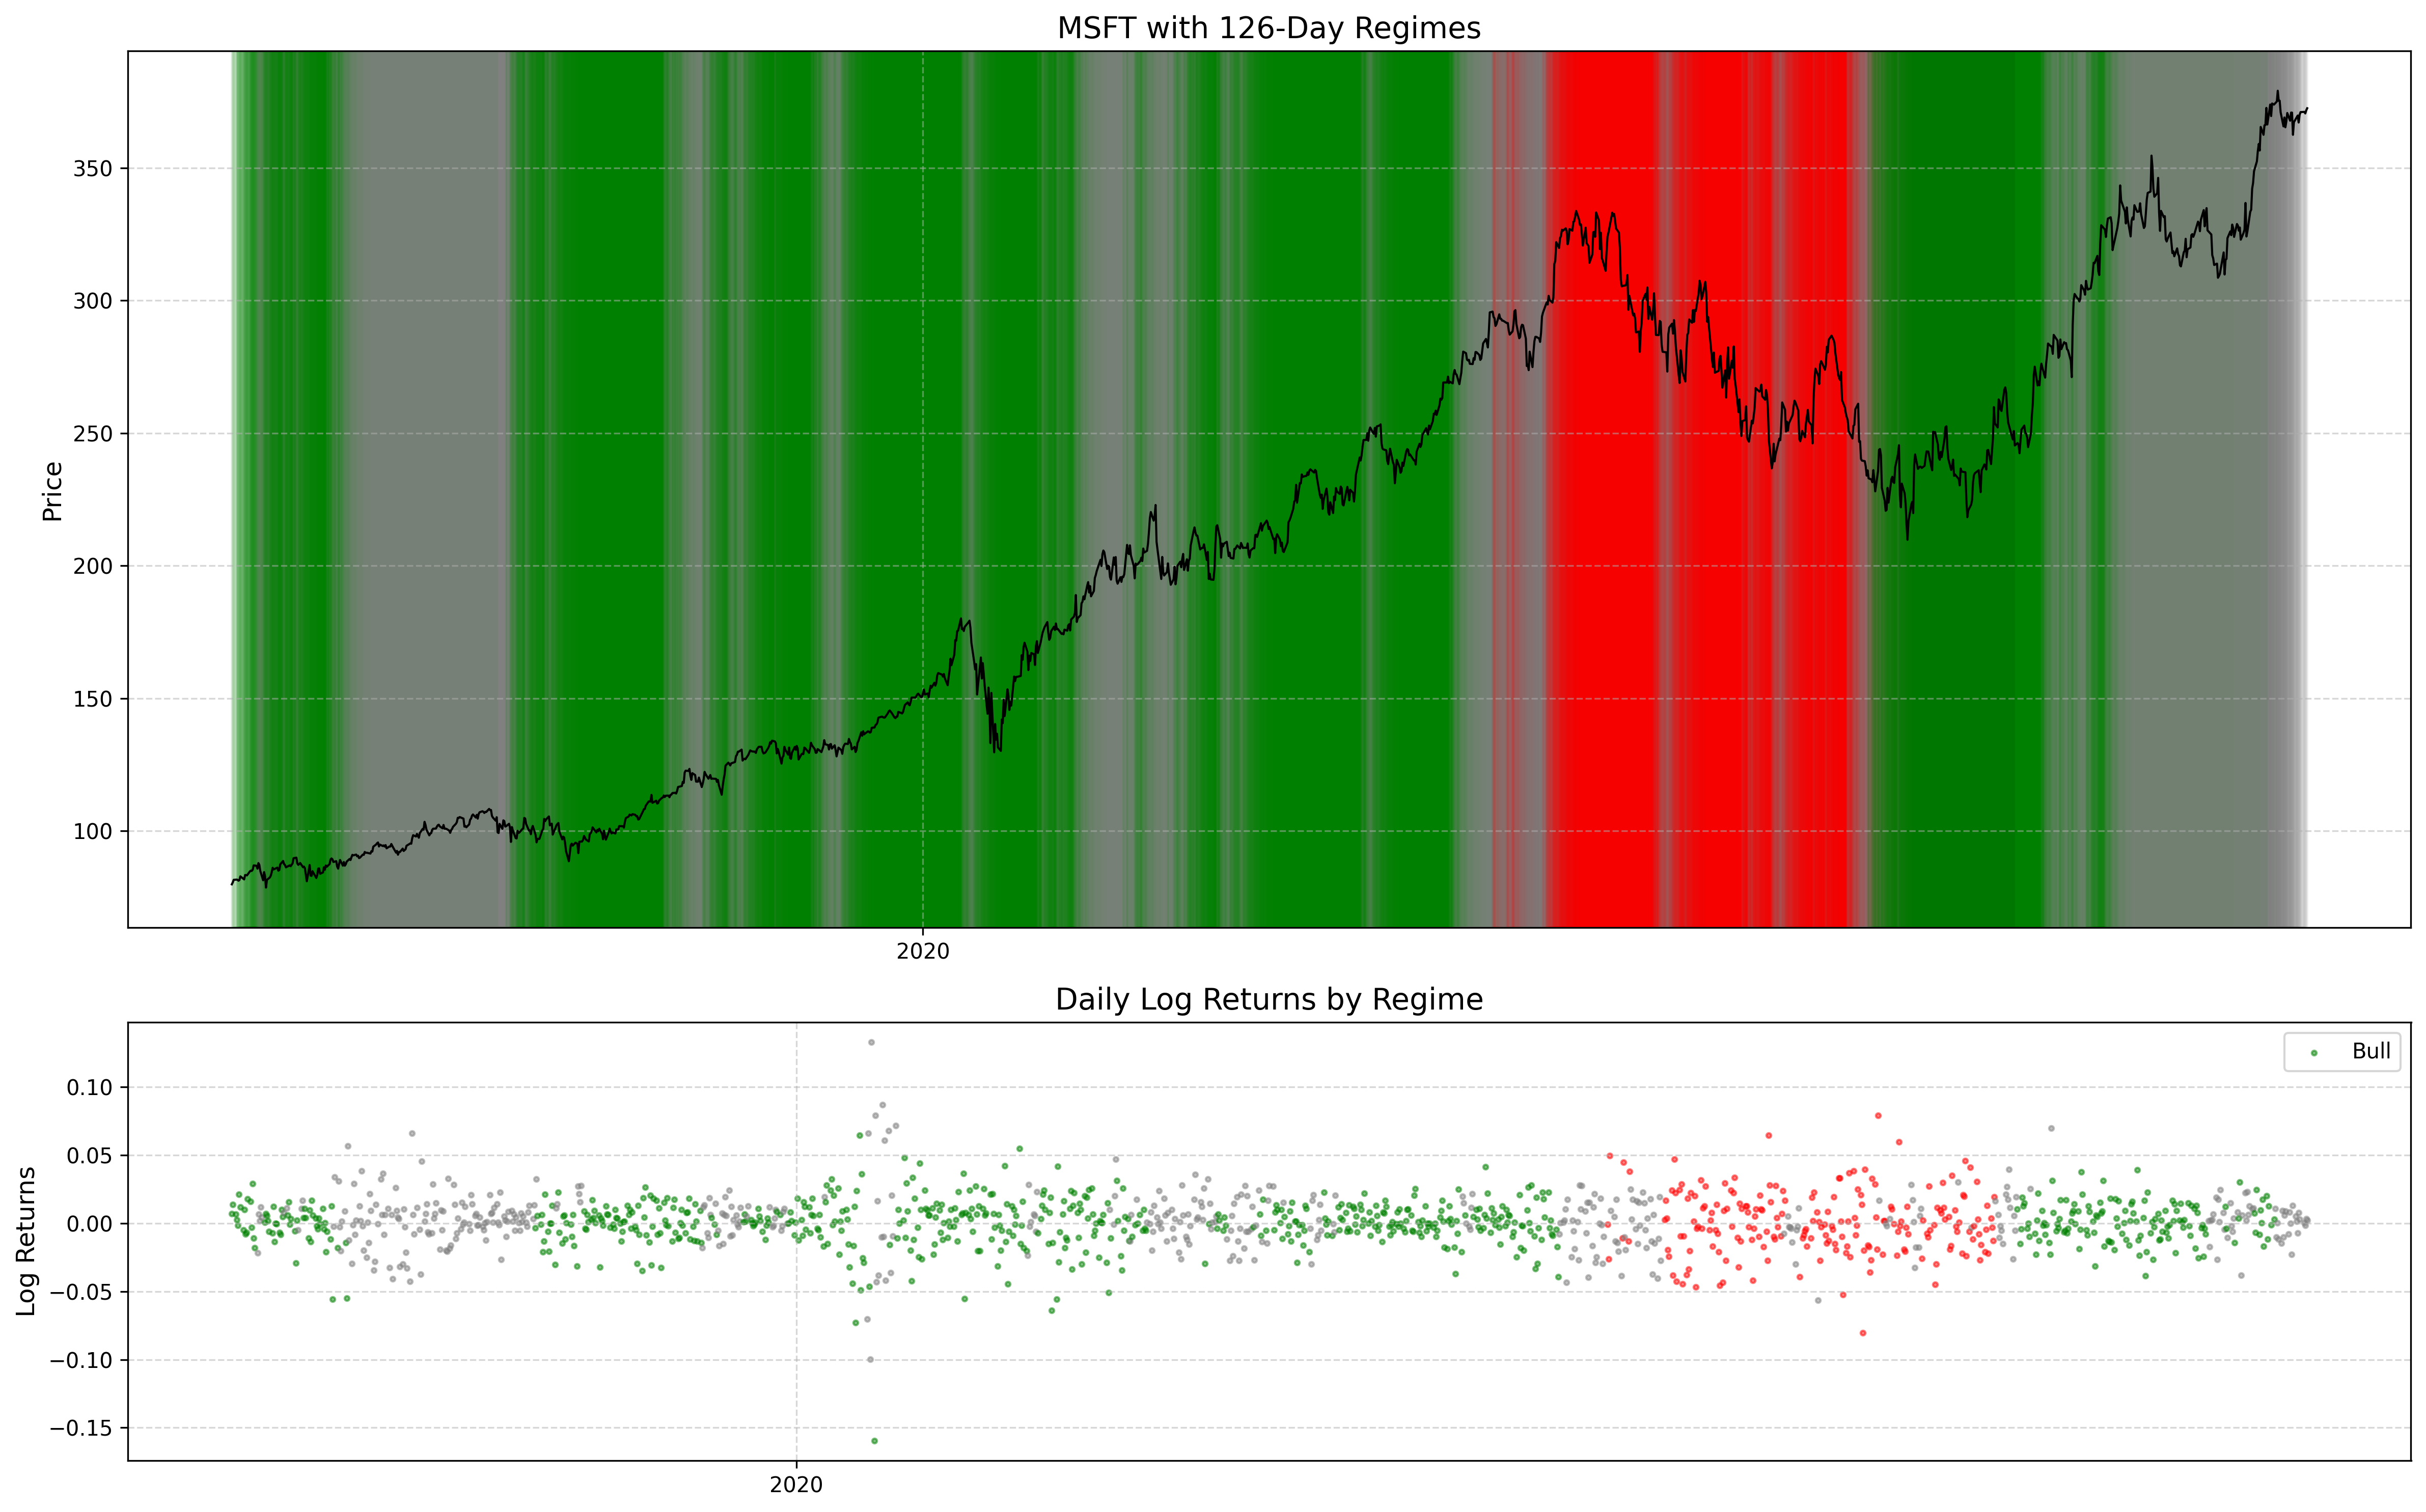 MSFT with 126-Day Regimes
Price
350
300
250
200
150
100
2020
Daily Log Returns by Regime
Log Returns
0.10
0.05
0.00
−0.05
−0.10
−0.15
Bull
2020